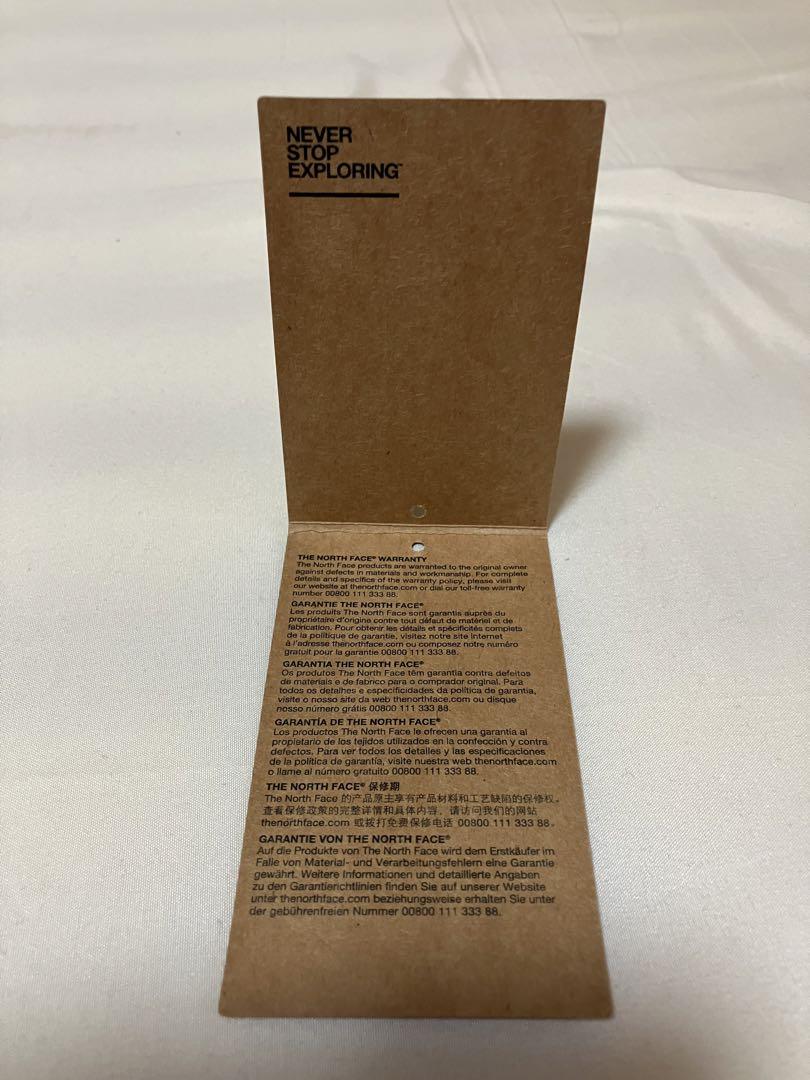 NEVER
STOP
EXPLORING™
THE NORTH FACE® WARRANTY
The North Face products are warranted to the original owner
against defects in materials and workmanship. For complete
details and specifics of the warranty policy, please visit
our website at thenorthface.com or dial our toll-free warranty
number 00800 111 333 88.
GARANTIE THE NORTH FACE®
Les produits The North Face sont garantis auprès du
propriétaire d'origine contre tout défaut de matériel et de
fabrication. Pour obtenir les détails et spécificités complets
de la politique de garantie, visitez notre site Internet
à l'adresse thenorthface.com ou composez notre numéro
gratuit pour la garantie 00800 111 333 88.
GARANTIA THE NORTH FACE®
Os produtos The North Face têm garantia contra defeitos
de materiais e de fabrico para o comprador original. Para
todos os detalhes e especificidades da política de garantia,
visite o nosso site da web thenorthface.com ou disque
nosso número grátis 00800 111 333 88.
GARANTÍA DE THE NORTH FACE®
Los productos The North Face le ofrecen una garantía al
propietario de los tejidos utilizados en la confección y contra
defectos. Para ver todos los detalles y las especificaciones
de la política de garantía, visite nuestra web thenorthface.com
o llame al número gratuito 00800 111 333 88.
THE NORTH FACE® 保修期
The North Face 的产品原主享有产品材料和工艺缺陷的保修权。
查看保修政策的完整详情和具体内容，请访问我们的网站
thenorthface.com 或拨打免费保修电话 00800 111 333 88。
GARANTIE VON THE NORTH FACE®
Auf die Produkte von The North Face wird dem Erstkäufer im
Falle von Material- und Verarbeitungsfehlern eine Garantie
gewährt. Weitere Informationen und detaillierte Angaben
zu den Garantierichtlinien finden Sie auf unserer Website
unter thenorthface.com beziehungsweise erhalten Sie unter
der gebührenfreien Nummer 00800 111 333 88.